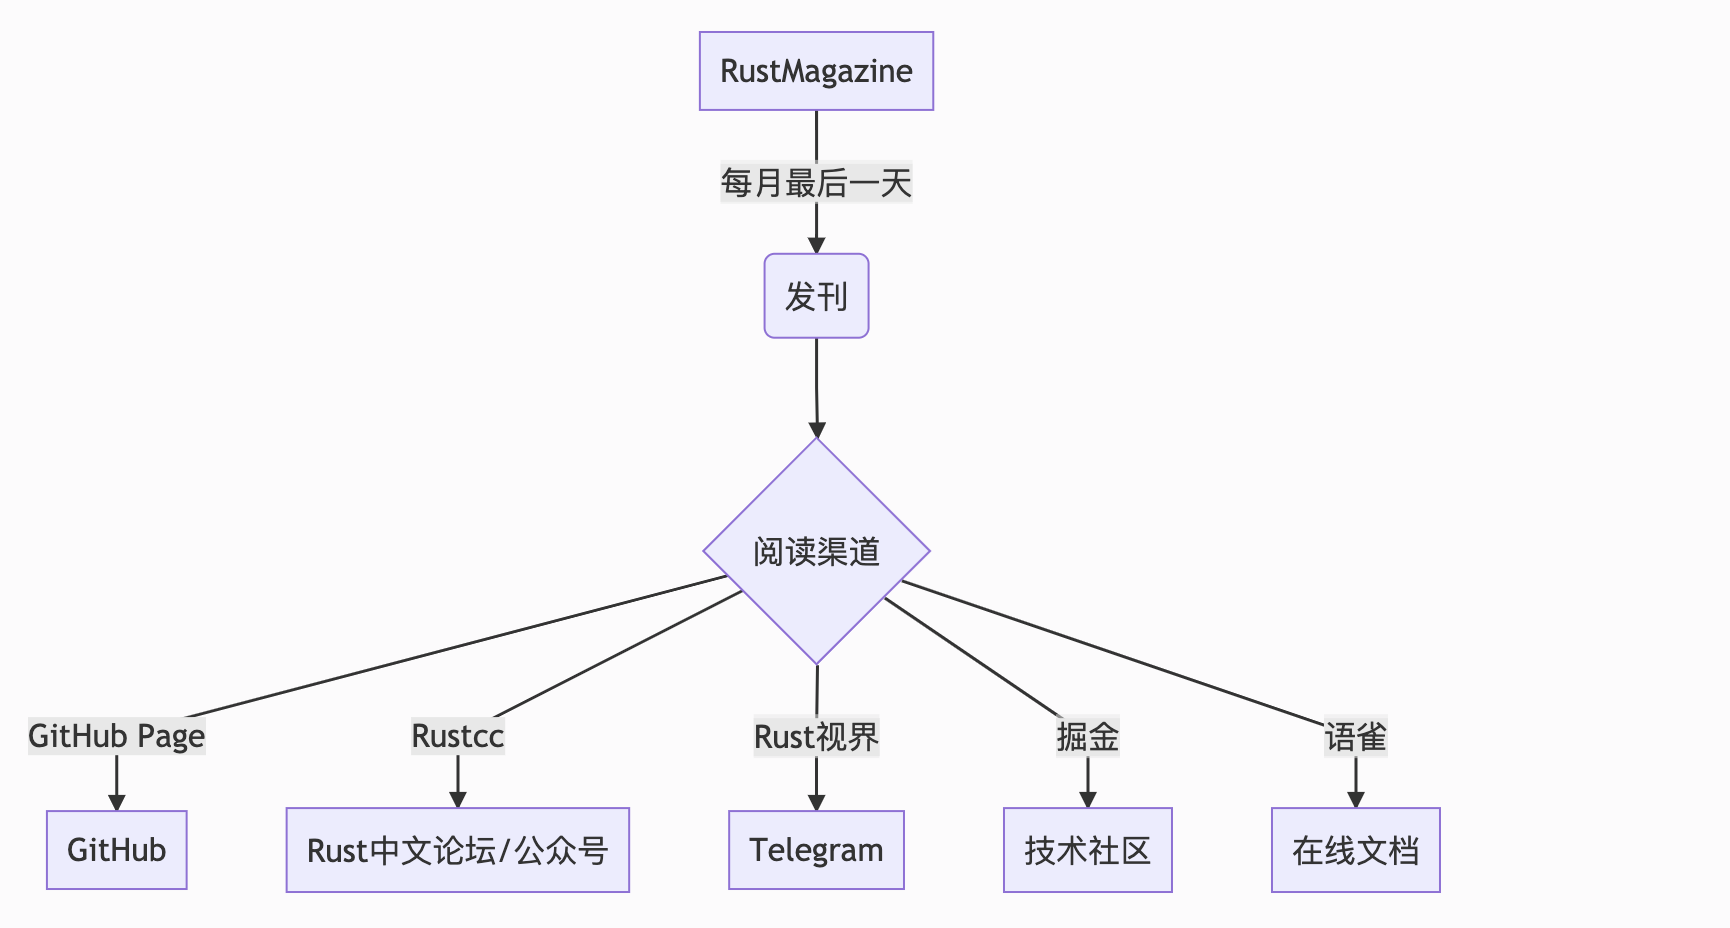 RustMagazine
每月最后一天
发刊
阅读渠道
GitHub Page
Rustcc
Rust视界
掘金
语雀
GitHub
Rust中文论坛/公众号
Telegram
技术社区
在线文档